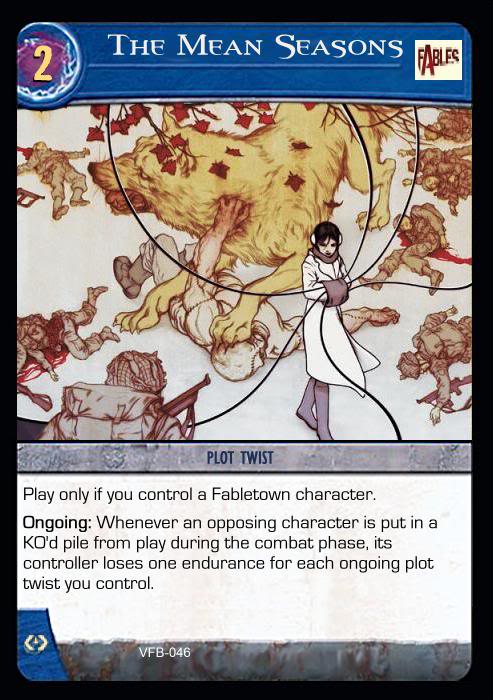 2
The Mean Seasons
FABLES
PLOT TWIST
Play only if you control a Fabletown character.
Ongoing: Whenever an opposing character is put in a
KO'd pile from play during the combat phase, its
controller loses one endurance for each ongoing plot
twist you control.
VFB-046